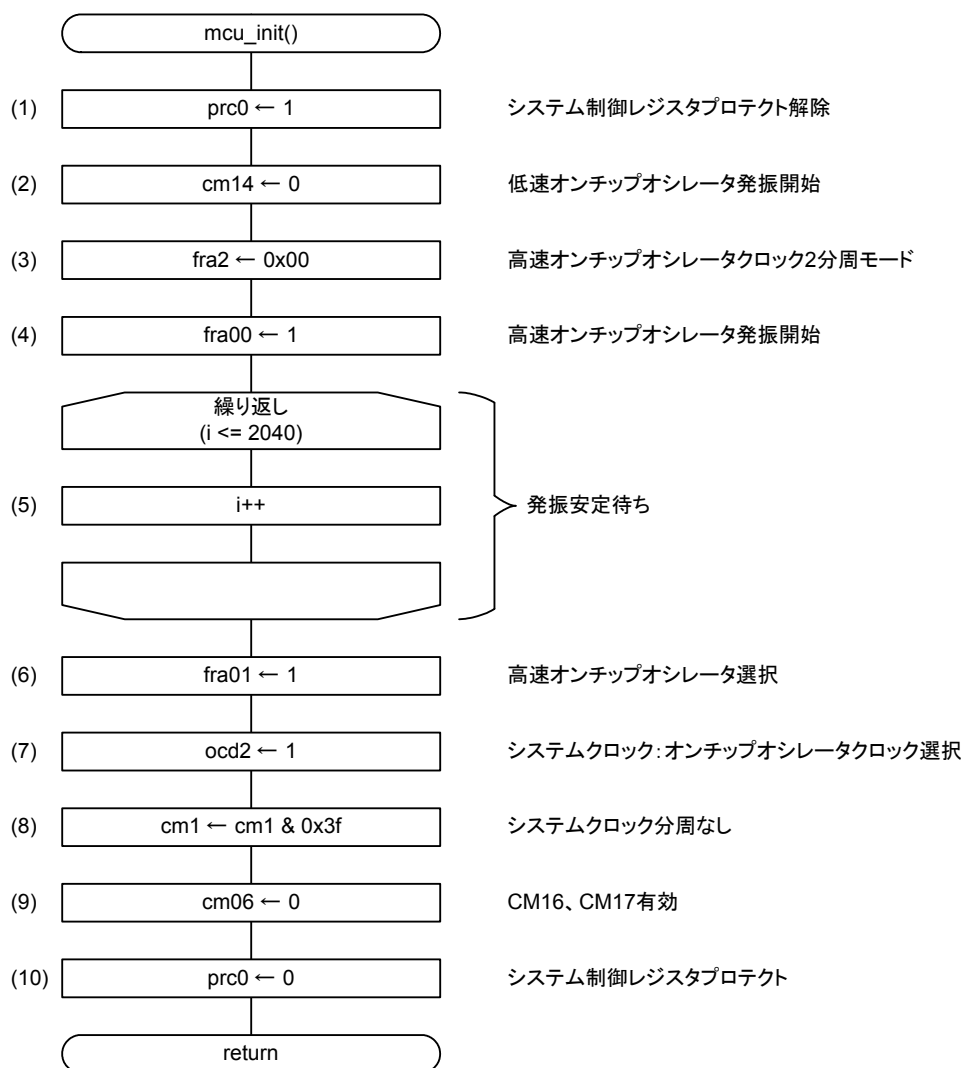 mcu_init()
(1) prc0 ← 1 システム制御レジスタプロテクト解除
(2) cm14 ← 0 低速オンチップオシレータ発振開始
(3) fra2 ← 0x00 高速オンチップオシレータクロック2分周モード
(4) fra00 ← 1 高速オンチップオシレータ発振開始
繰り返し
(i <= 2040)
(5) i++ 発振安定待ち
(6) fra01 ← 1 高速オンチップオシレータ選択
(7) ocd2 ← 1 システムクロック:オンチップオシレータクロック選択
(8) cm1 ← cm1 & 0x3f システムクロック分周なし
(9) cm06 ← 0 CM16、CM17有効
(10) prc0 ← 0 システム制御レジスタプロテクト
return